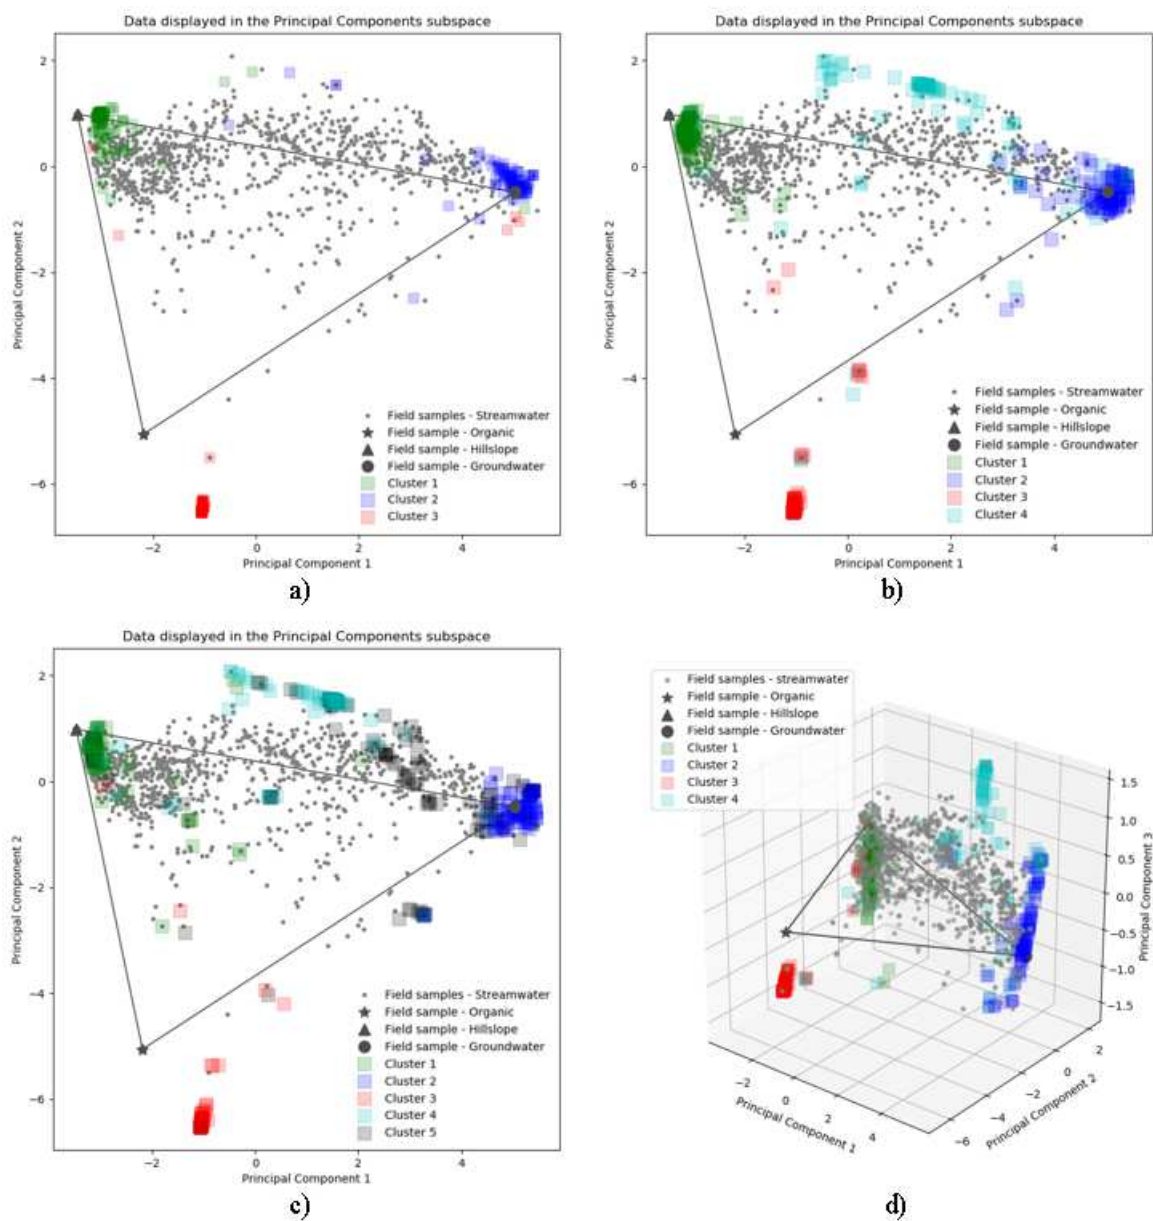 Data displayed in the Principal Components subspace
2
0
−2
−4
−6
Principal Component 2
Field samples - Streamwater
Field sample - Organic
Field sample - Hillslope
Field sample - Groundwater
Cluster 1
Cluster 2
Cluster 3
−2
0
2
4
Principal Component 1
a)
Data displayed in the Principal Components subspace
2
0
−2
−4
−6
Principal Component 2
Field samples - Streamwater
Field sample - Organic
Field sample - Hillslope
Field sample - Groundwater
Cluster 1
Cluster 2
Cluster 3
Cluster 4
−2
0
2
4
Principal Component 1
b)
Data displayed in the Principal Components subspace
2
0
−2
−4
−6
Principal Component 2
Field samples - Streamwater
Field sample - Organic
Field sample - Hillslope
Field sample - Groundwater
Cluster 1
Cluster 2
Cluster 3
Cluster 4
Cluster 5
−2
0
2
4
Principal Component 1
c)
Field samples - streamwater
Field sample - Organic
Field sample - Hillslope
Field sample - Groundwater
Cluster 1
Cluster 2
Cluster 3
Cluster 4
1.5
1.0
0.5
0.0
−0.5
−1.0
−1.5
Principal Component 3
2
0
−2
−4
−6
Principal Component 2
−2
0
2
4
Principal Component 1
d)